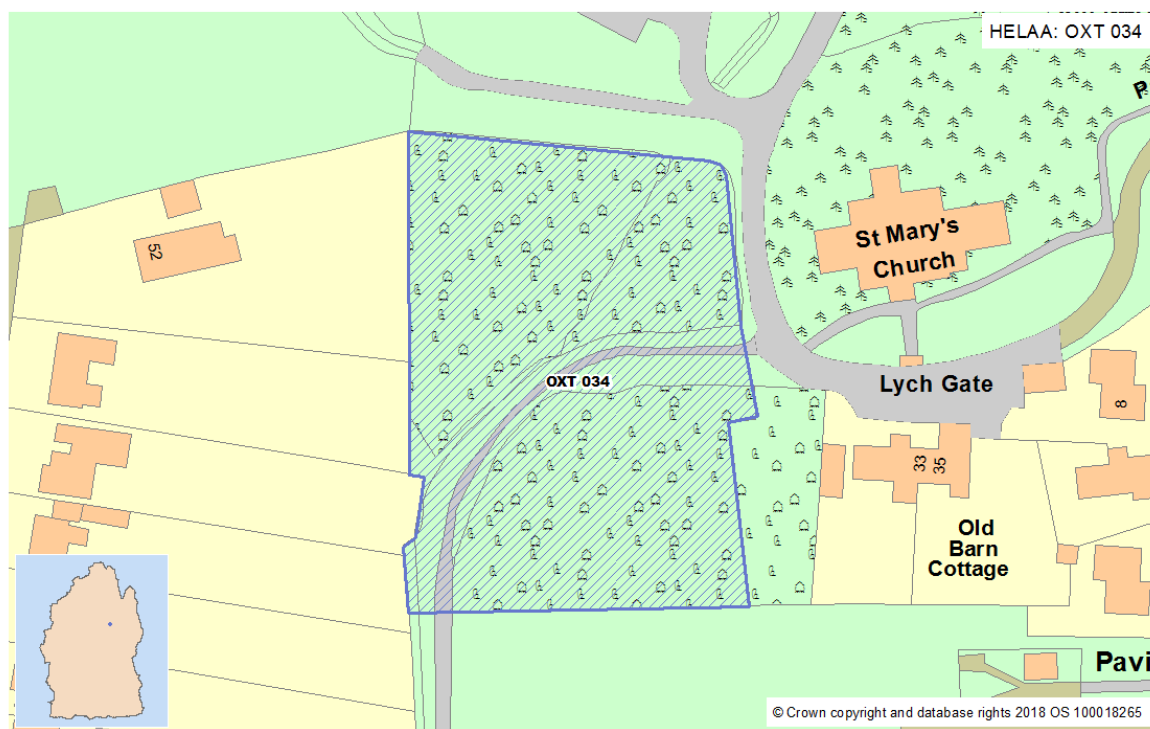 HELAA: OXT 034
P
52
St Mary's
Church
OXT 034
Lych Gate
8
33
35
Old
Barn
Cottage
Pavi
© Crown copyright and database rights 2018 OS 100018265